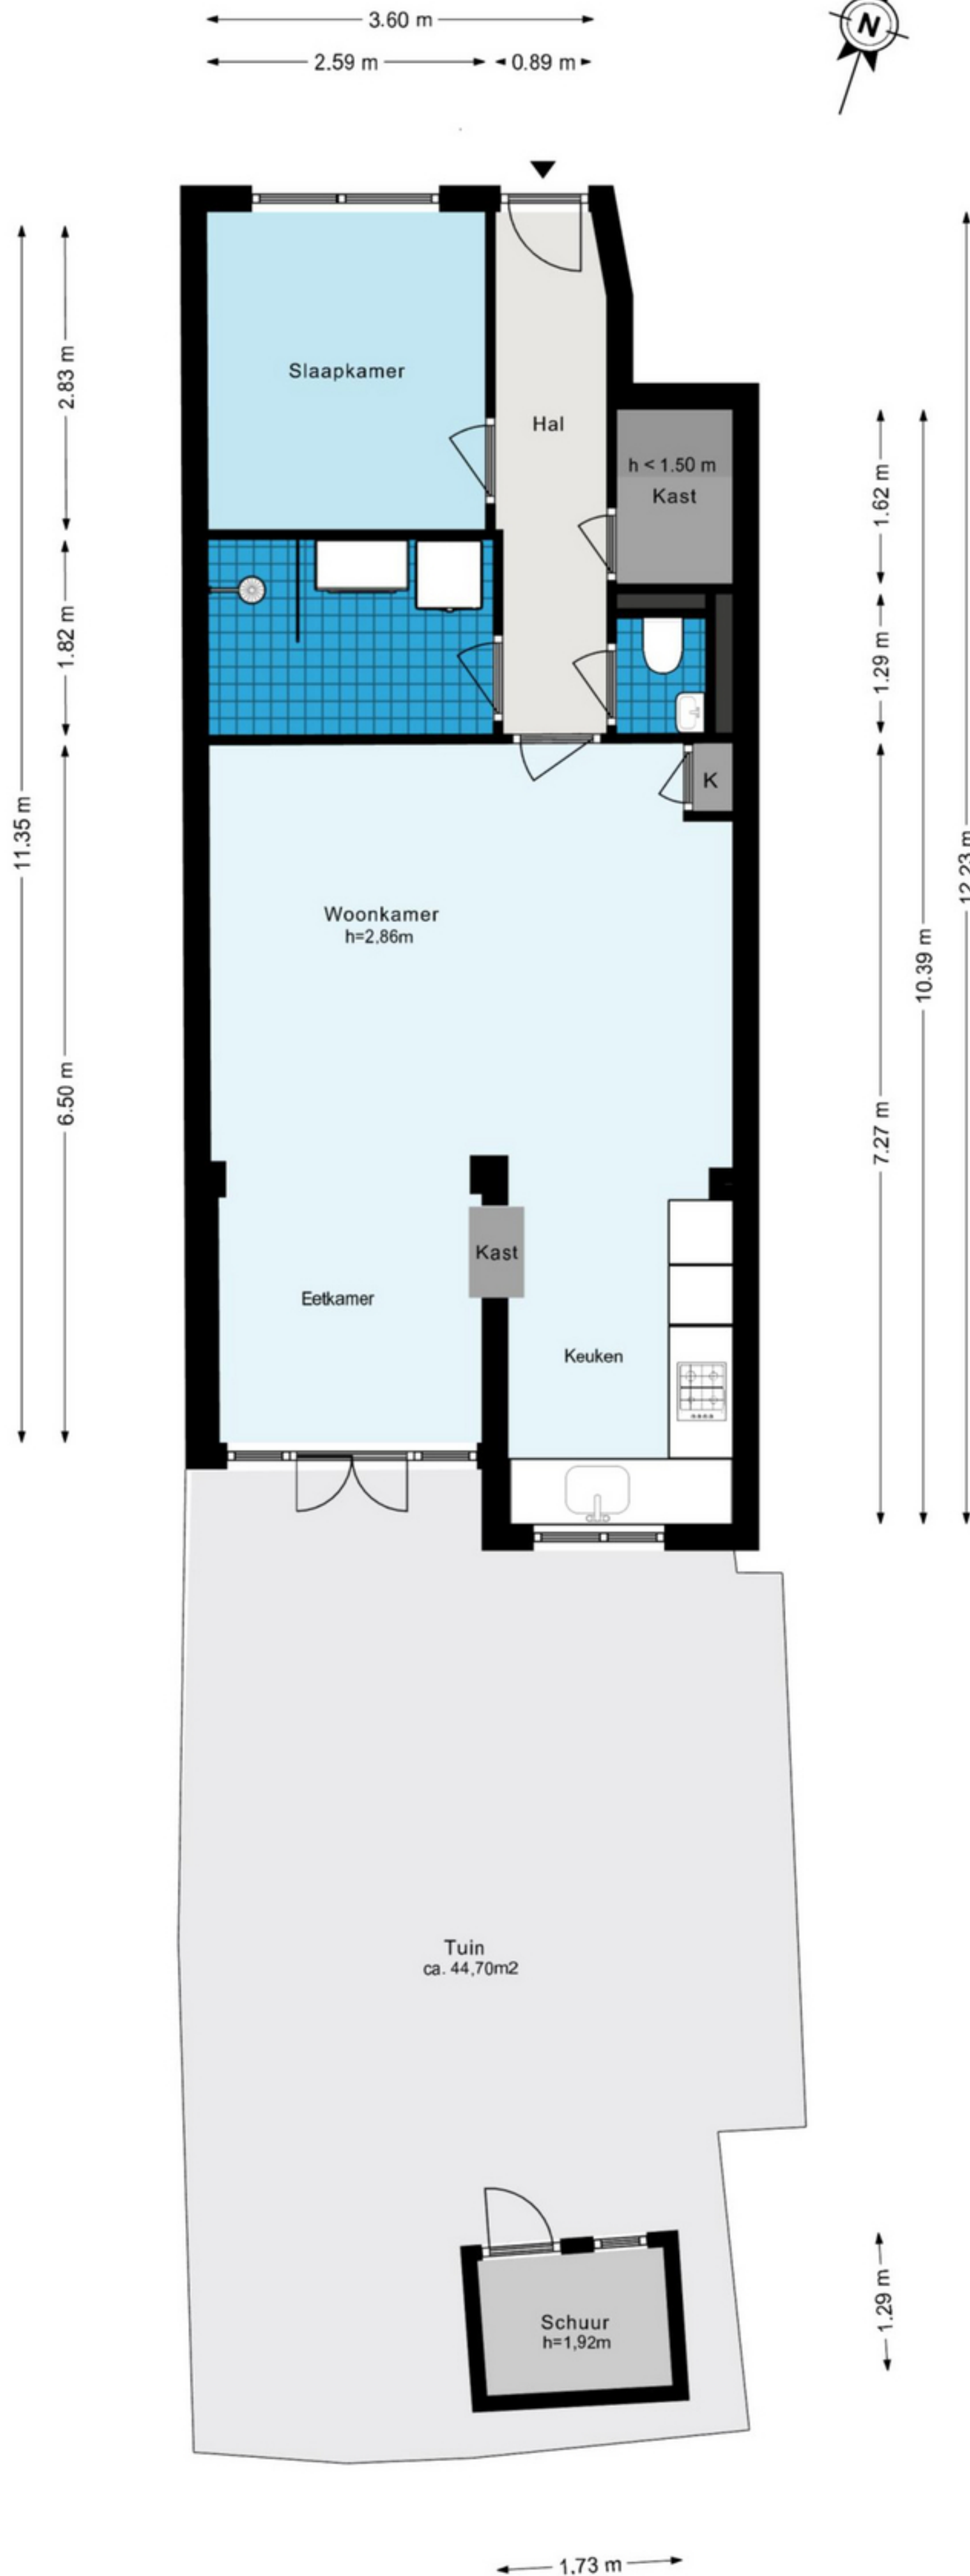 3.60 m
2.59 m
0.89 m
N
Slaapkamer
Hal
h < 1.50 m
Kast
2.83 m
1.62 m
1.82 m
1.29 m
K
11.35 m
12.23 m
Woonkamer
h=2,86m
10.39 m
6.50 m
7.27 m
Kast
Eetkamer
Keuken
Tuin
ca. 44,70m2
Schuur
h=1,92m
1.29 m
1.73 m